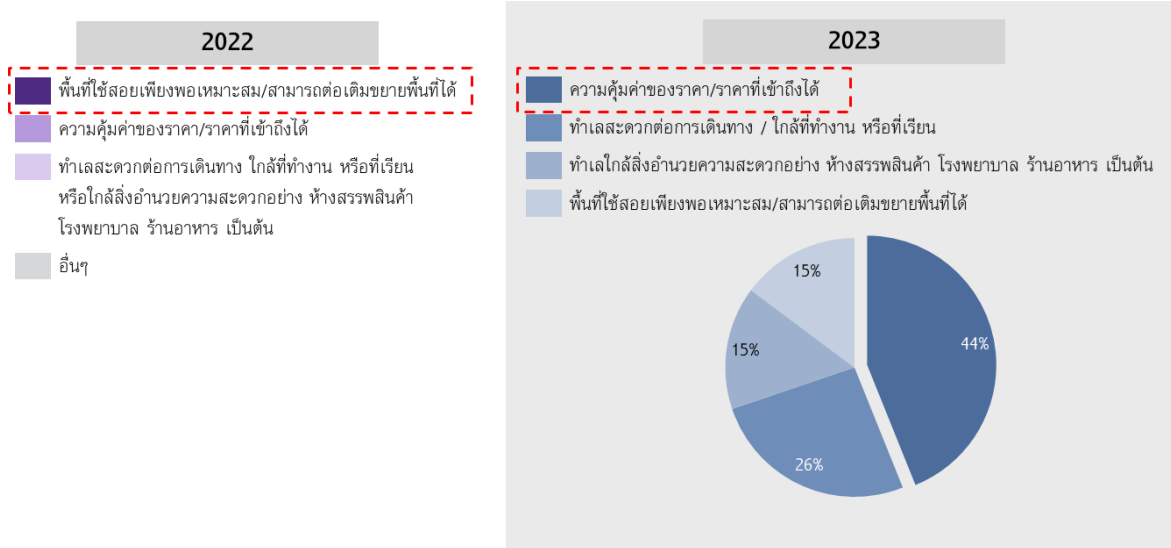 2022
พื้นที่ใช้สอยเพียงพอเหมาะสม/สามารถต่อเติมขยายพื้นที่ได้
ความคุ้มค่าของราคา/ราคาที่เข้าถึงได้
ทำเลสะดวกต่อการเดินทาง ใกล้ที่ทำงาน หรือที่เรียน
หรือใกล้สิ่งอำนวยความสะดวกอย่าง ห้างสรรพสินค้า
โรงพยาบาล ร้านอาหาร เป็นต้น
อื่นๆ
2023
ความคุ้มค่าของราคา/ราคาที่เข้าถึงได้
ทำเลสะดวกต่อการเดินทาง / ใกล้ที่ทำงาน หรือที่เรียน
ทำเลใกล้สิ่งอำนวยความสะดวกอย่าง ห้างสรรพสินค้า โรงพยาบาล ร้านอาหาร เป็นต้น
พื้นที่ใช้สอยเพียงพอเหมาะสม/สามารถต่อเติมขยายพื้นที่ได้
15%
44%
15%
26%